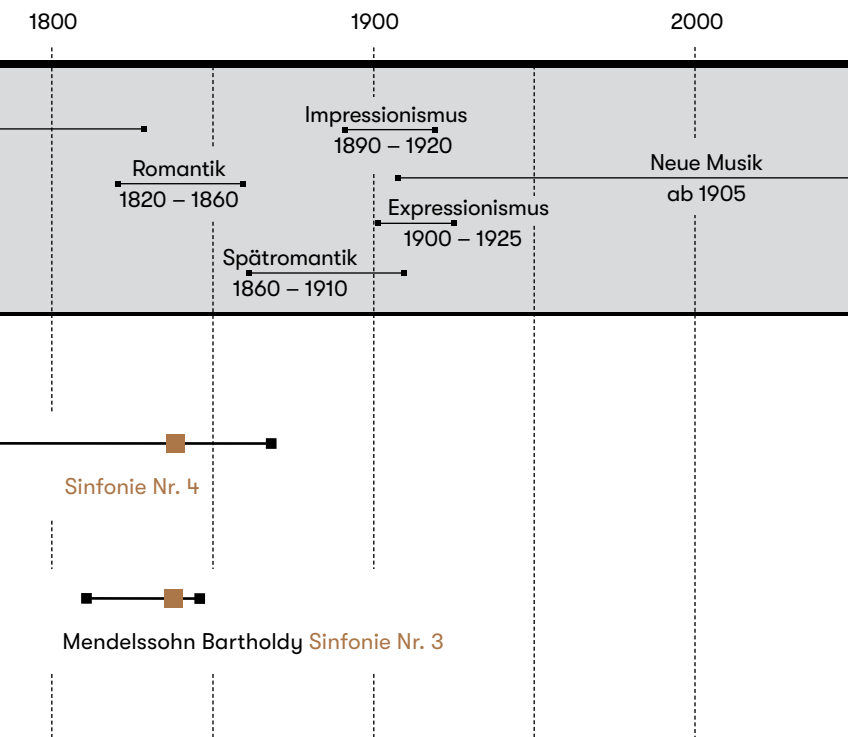 1800 1900 2000
Impressionismus
1890 – 1920
Romantik
1820 – 1860
Neue Musik
ab 1905
Expressionismus
1900 – 1925
Spätromantik
1860 – 1910
Sinfonie Nr. 4
Mendelssohn Bartholdy Sinfonie Nr. 3